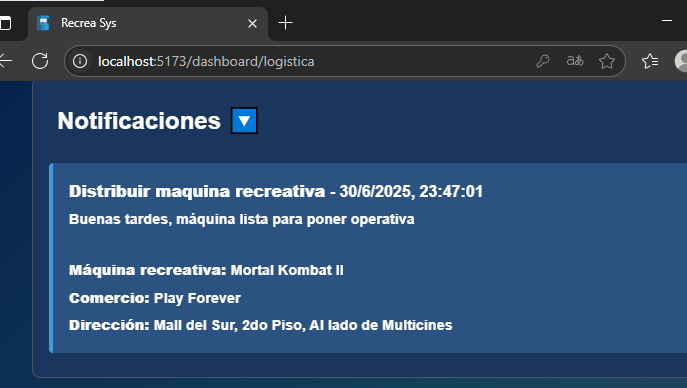 Recrea Sys
localhost:5173/dashboard/logistica
aあ
Notificaciones
Distribuir maquina recreativa - 30/6/2025, 23:47:01
Buenas tardes, máquina lista para poner operativa
Máquina recreativa: Mortal Kombat II
Comercio: Play Forever
Dirección: Mall del Sur, 2do Piso, Al lado de Multicines